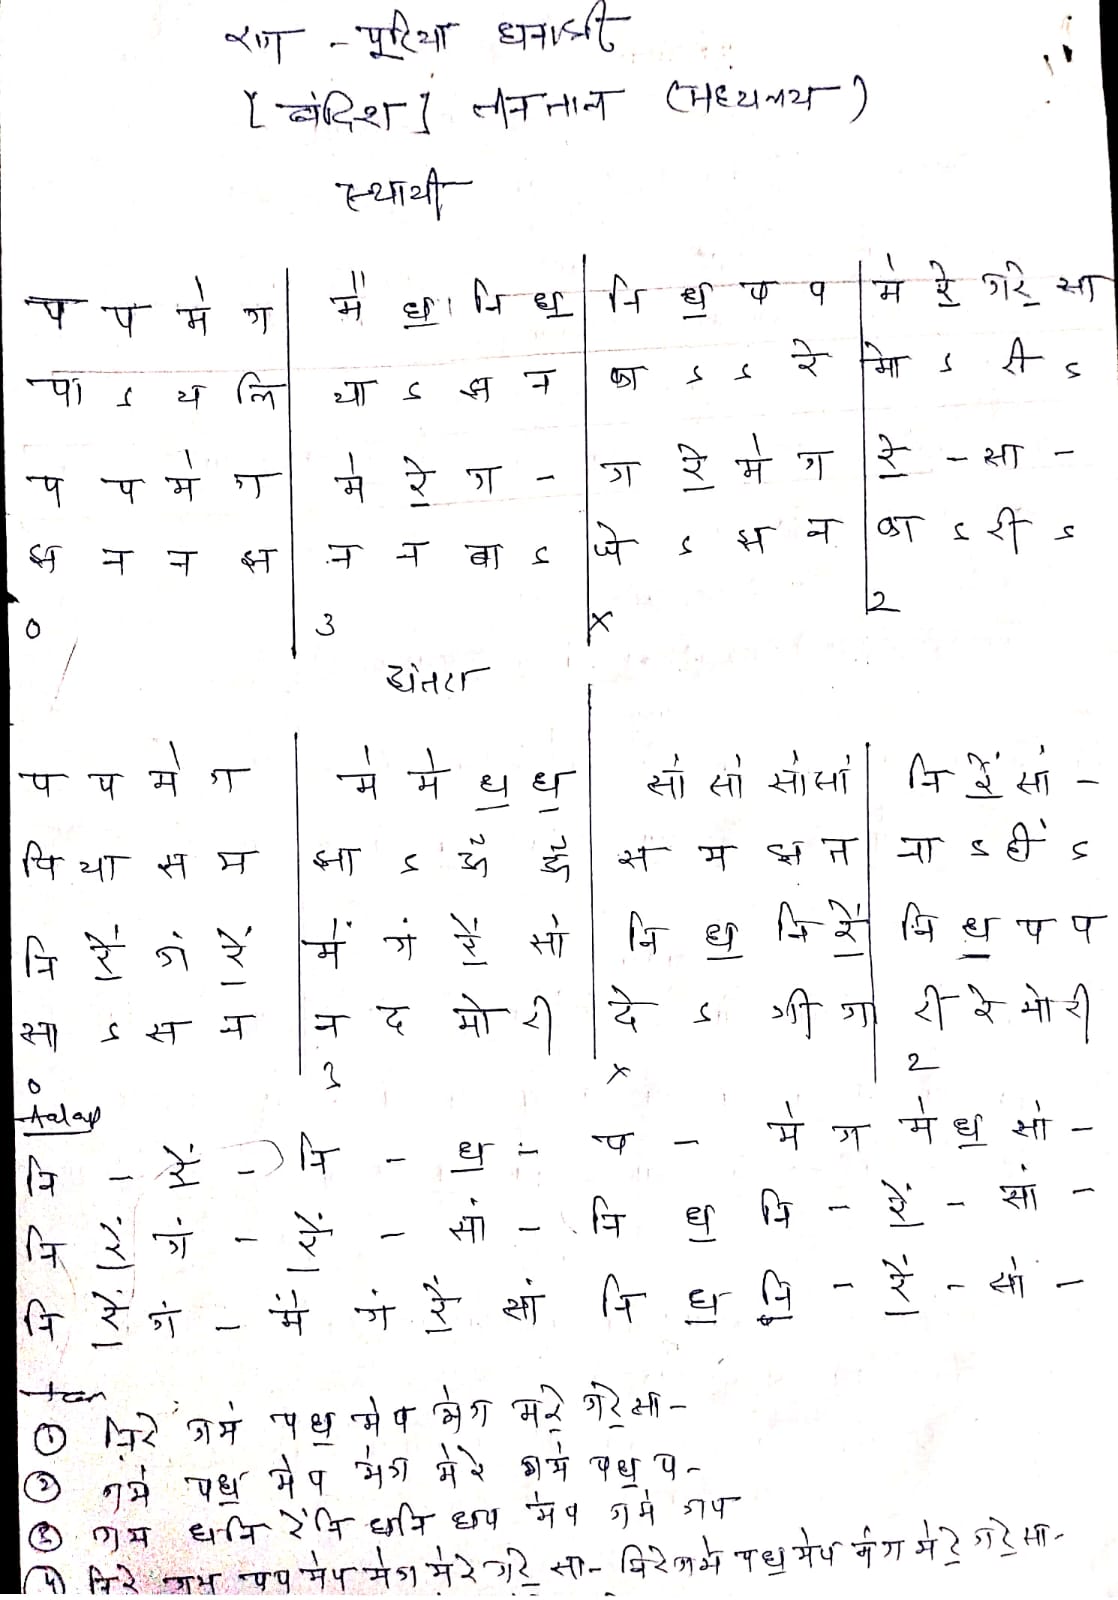 राग - पूरिया धनाश्री
[बंदिश] तीनताल (मध्यलय)
स्थायी
प प मे॑ ग | मे॑ ध॒ नि ध॒ | नि ध॒ प प | मे॑ रे॒ गरे॒ सा
पा ऽ य लि | या ऽ झ न | का ऽ ऽ रे | मो ऽ री ऽ
प प मे॑ ग | मे॑ रे॒ ग - | ग रे॒ मे॑ ग | रे॒ - सा -
झ न न झ | न न बा ऽ | जे ऽ झ न | का ऽ री ऽ
0 3 x 2
अंतरा
प प मे॑ ग | मे॑ मे॑ ध॒ ध॒ | सां सां सांसां | नि रें॒ सां -
पि या स म | झा ऽ ऊँ ऊँ | स म झ त | ना ऽ हीं ऽ
नि रें॒ गं रें॒ | में॑ गं रें॒ सां | नि ध॒ नि रें॒ | नि ध॒ प प
सा ऽ स न | न द मो री | दे ऽ गी गा | री रे मो री
0 3 x 2
Aalap
नि - रें॒ - नि - ध॒ - प - मे॑ ग मे॑ ध॒ सां -
नि रें॒ गं - रें॒ - सां - नि ध॒ नि - रें॒ - सां -
नि रें॒ गं - में॑ गं रें॒ सां नि ध॒ नि - रें॒ - सां -
tan
① नि़रे गमे॑ पध॒ मे॑प मे॑ग मेरे॒ गरे॒सा-
② गमे॑ पध॒ मे॑प मे॑ग मे॑रे गमे॑ पध॒ प-
③ गम धनि रेंनि धनि धप मे॑प गमे॑ गप
④ नि़रे गम पप मे॑प मे॑ग मे॑रे गरे॒ सा- नि़रे गमे॑ पध॒ मे॑प मे॑ग मे॑रे॒ गरे॒सा-